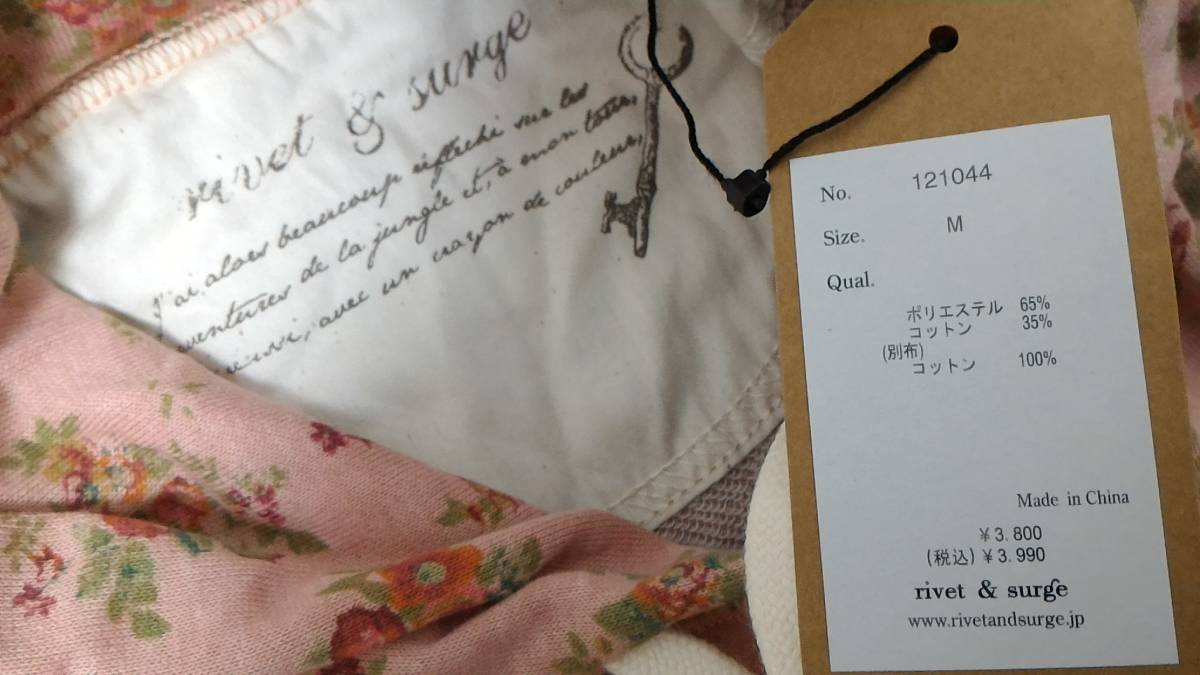 rivet & surge
j'ai alors beaucoup réfléchi sur les
aventures de la jungle et, à mon tour,
réussi, avec un crayon de couleur,
No. 121044
Size. M
Qual.
ポリエステル 65%
コットン 35%
(別布)
コットン 100%
Made in China
¥3.800
(税込) ¥3.990
rivet & surge
www.rivetandsurge.jp